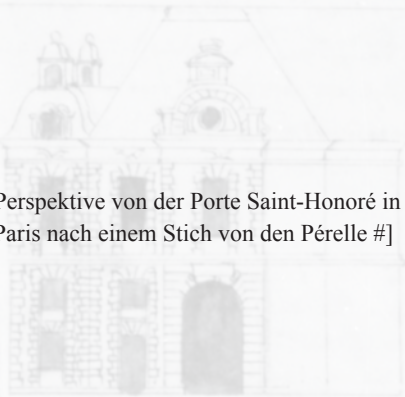 Perspektive von der Porte Saint-Honoré in
Paris nach einem Stich von den Pérelle #]